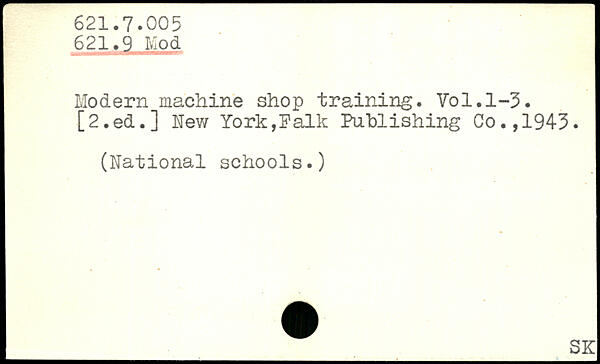 621.7.005
621.9 Mod
Modern machine shop training. Vol.1-3.
[2.ed.] New York,Falk Publishing Co.,1943.
(National schools.)
SK